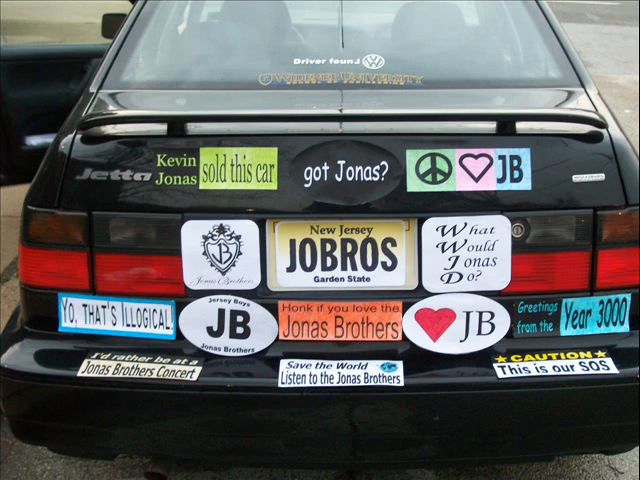 Driver found
WIDENER UNIVERSITY
Jetta
Kevin
Jonas
sold this car
got Jonas?
JB
Jonas Brothers
New Jersey
JOBROS
Garden State
What
Would
Jonas
Do?
YO, THAT'S ILLOGICAL!
Jersey Boys
JB
Jonas Brothers
Honk if you love the
Jonas Brothers
JB
Greetings
from the
Year 3000
I'd rather be at a
Jonas Brothers Concert
Save the World
Listen to the Jonas Brothers
CAUTION
This is our SOS